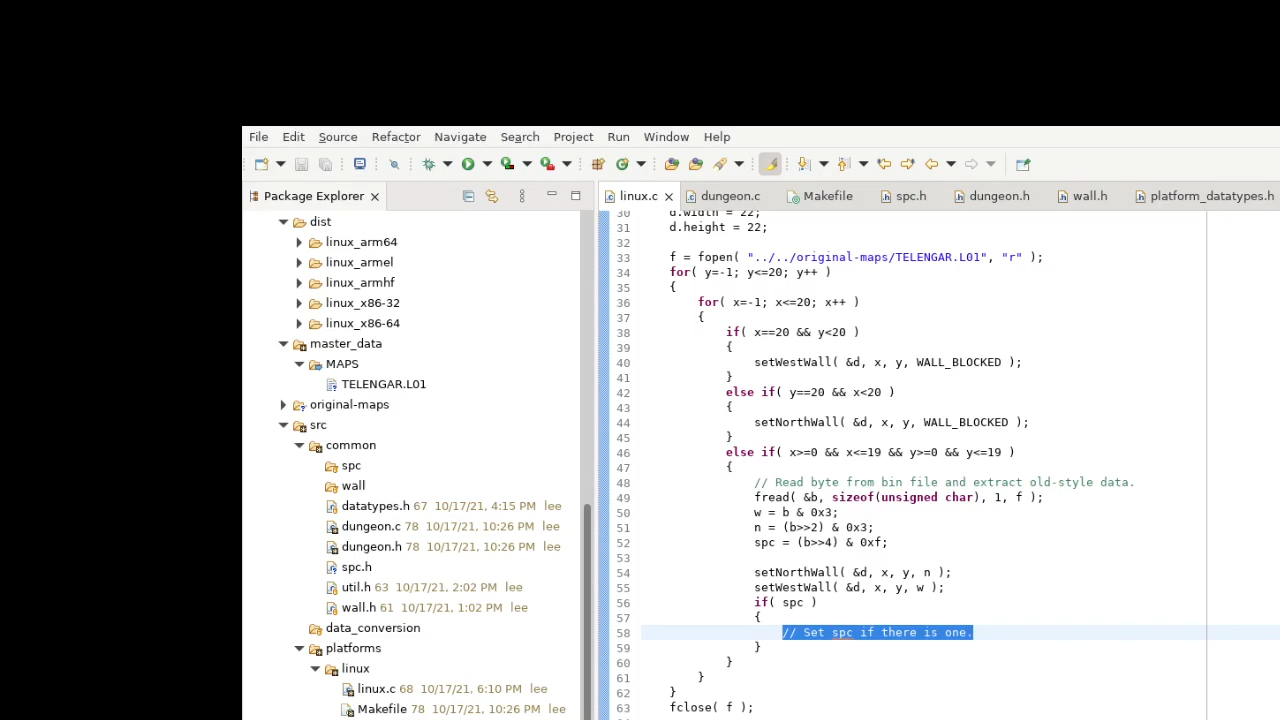 File Edit Source Refactor Navigate Search Project Run Window Help
Package Explorer
linux.c dungeon.c Makefile spc.h dungeon.h wall.h platform_datatypes.h
dist
linux_arm64
linux_armel
linux_armhf
linux_x86-32
linux_x86-64
master_data
MAPS
TELENGAR.L01
original-maps
src
common
spc
wall
datatypes.h 67 10/17/21, 4:15 PM lee
dungeon.c 78 10/17/21, 10:26 PM lee
dungeon.h 78 10/17/21, 10:26 PM lee
spc.h
util.h 63 10/17/21, 2:02 PM lee
wall.h 61 10/17/21, 1:02 PM lee
data_conversion
platforms
linux
linux.c 68 10/17/21, 6:10 PM lee
Makefile 78 10/17/21, 10:26 PM lee
30 d.width = 22;
31 d.height = 22;
32
33 f = fopen( "../../original-maps/TELENGAR.L01", "r" );
34 for( y=-1; y<=20; y++ )
35 {
36 for( x=-1; x<=20; x++ )
37 {
38 if( x==20 && y<20 )
39 {
40 setWestWall( &d, x, y, WALL_BLOCKED );
41 }
42 else if( y==20 && x<20 )
43 {
44 setNorthWall( &d, x, y, WALL_BLOCKED );
45 }
46 else if( x>=0 && x<=19 && y>=0 && y<=19 )
47 {
48 // Read byte from bin file and extract old-style data.
49 fread( &b, sizeof(unsigned char), 1, f );
50 w = b & 0x3;
51 n = (b>>2) & 0x3;
52 spc = (b>>4) & 0xf;
53
54 setNorthWall( &d, x, y, n );
55 setWestWall( &d, x, y, w );
56 if( spc )
57 {
58 // Set spc if there is one.
59 }
60 }
61 }
62 }
63 fclose( f );